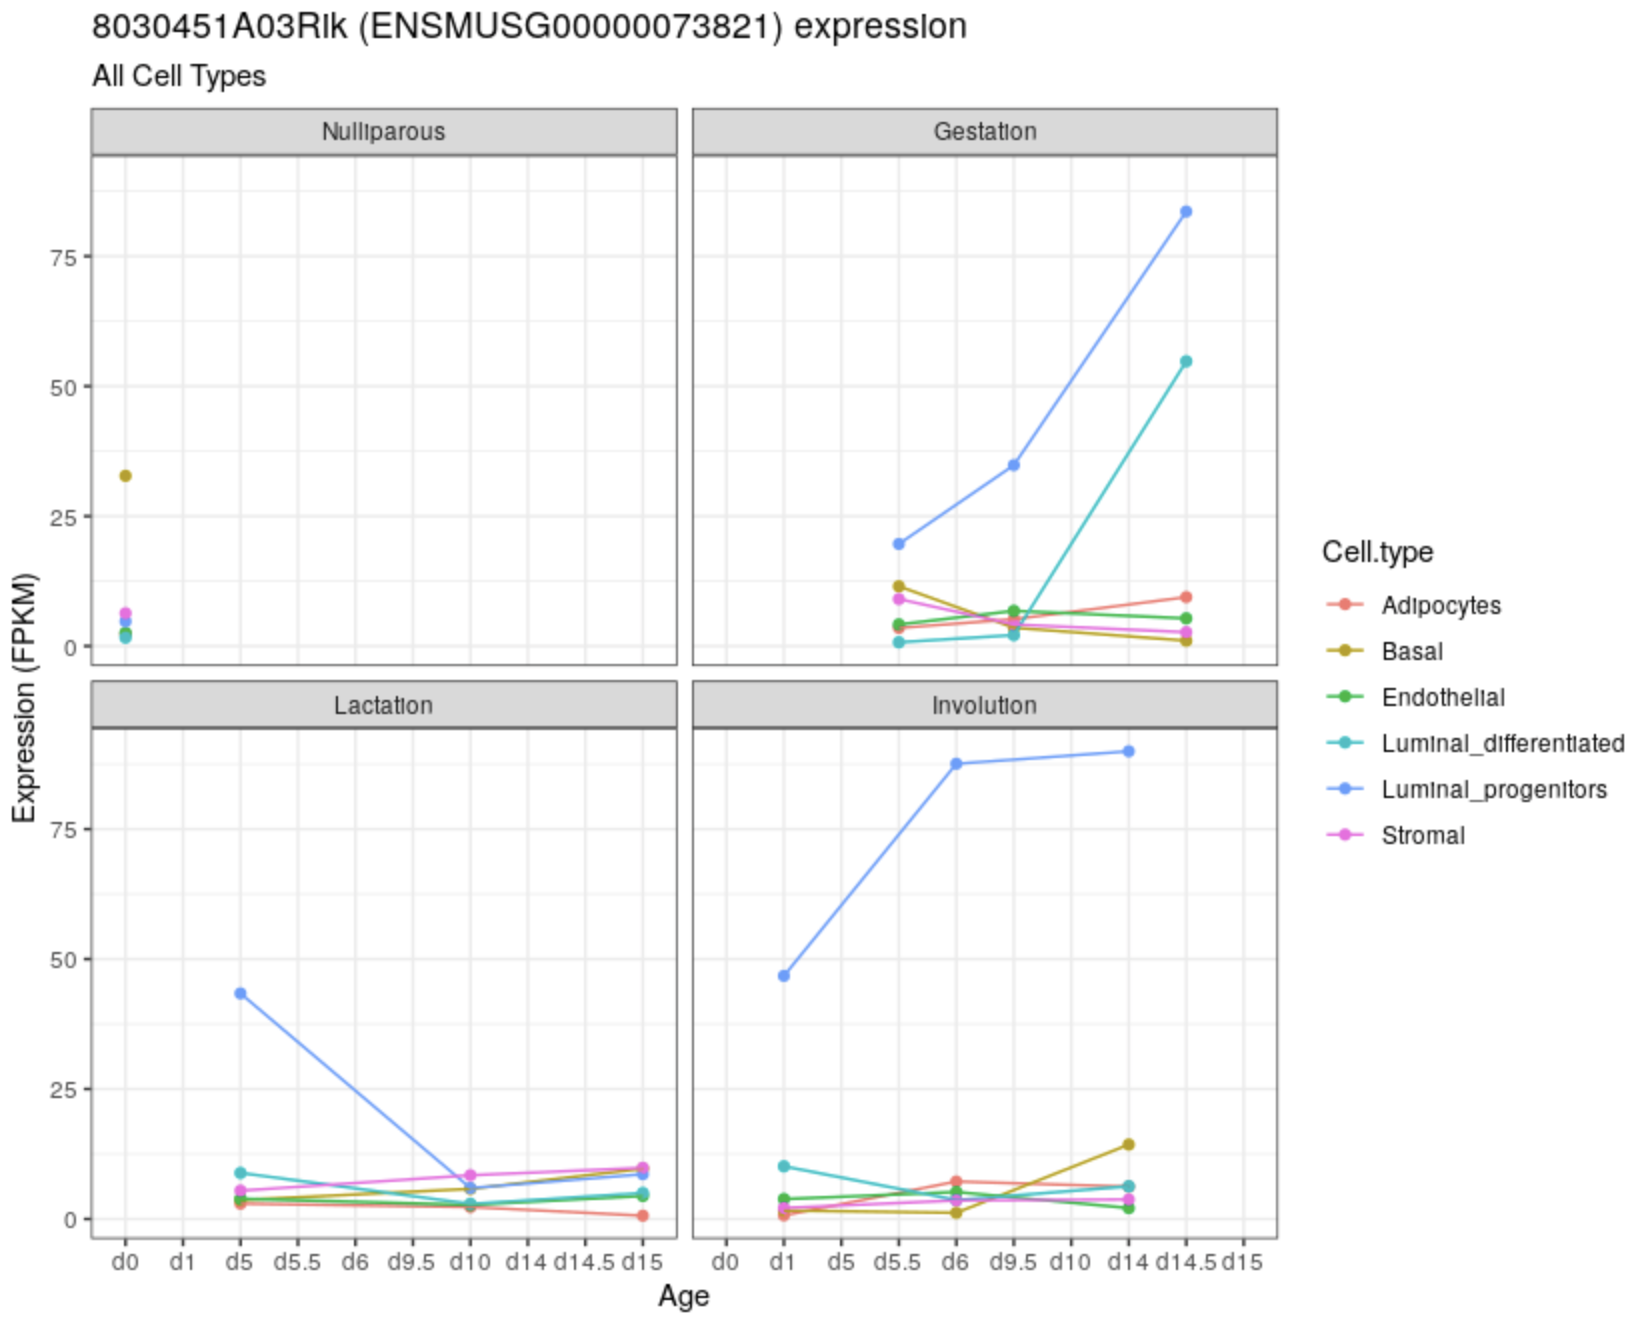 8030451A03Rik (ENSMUSG00000073821) expression
All Cell Types
Nulliparous
Gestation
75
50
25
0
Lactation
Involution
75
50
25
0
Expression (FPKM)
d0 d1 d5 d5.5 d6 d9.5 d10 d14 d14.5 d15
d0 d1 d5 d5.5 d6 d9.5 d10 d14 d14.5 d15
Age
Cell.type
Adipocytes
Basal
Endothelial
Luminal_differentiated
Luminal_progenitors
Stromal